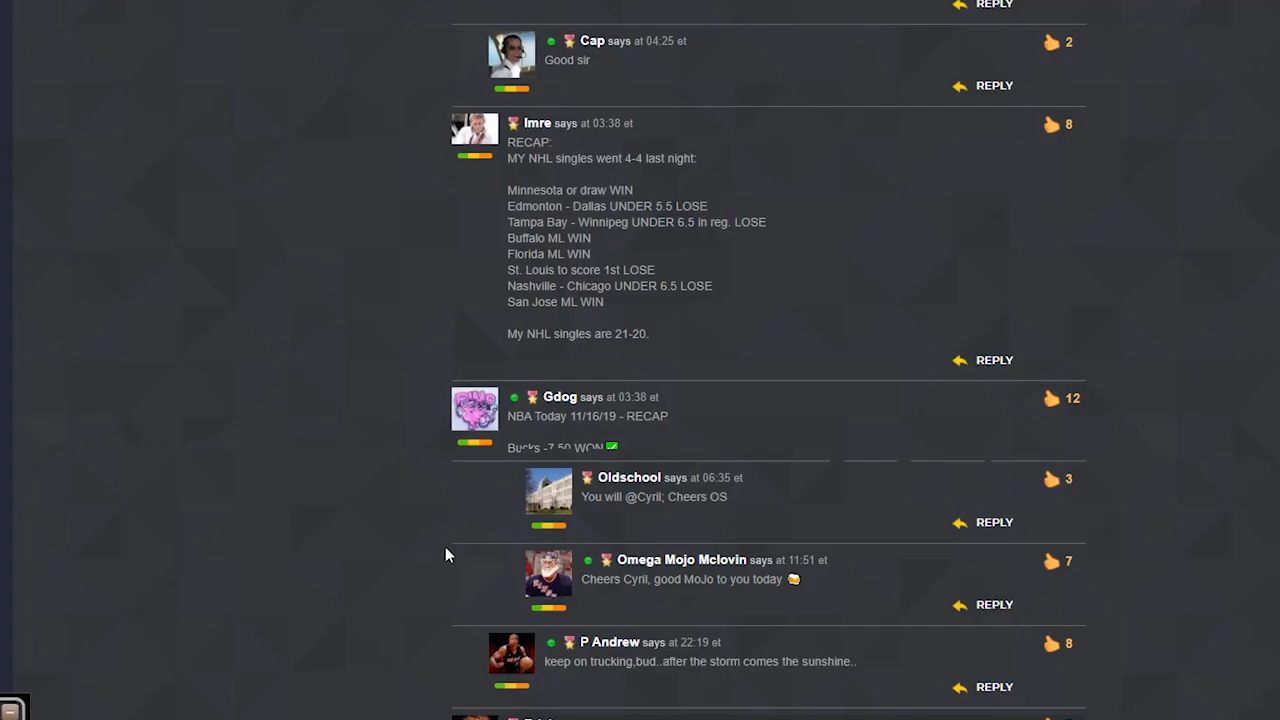 REPLY
Cap says at 04:25 et
2
Good sir
REPLY
Imre says at 03:38 et
8
RECAP:
MY NHL singles went 4-4 last night:
Minnesota or draw WIN
Edmonton - Dallas UNDER 5.5 LOSE
Tampa Bay - Winnipeg UNDER 6.5 in reg. LOSE
Buffalo ML WIN
Florida ML WIN
St. Louis to score 1st LOSE
Nashville - Chicago UNDER 6.5 LOSE
San Jose ML WIN
My NHL singles are 21-20.
REPLY
Gdog says at 03:38 et
12
NBA Today 11/16/19 - RECAP
Bucks -7.50 WON
Oldschool says at 06:35 et
3
You will @Cyril; Cheers OS
REPLY
Omega Mojo Mclovin says at 11:51 et
7
Cheers Cyril, good MoJo to you today
REPLY
P Andrew says at 22:19 et
8
keep on trucking,bud..after the storm comes the sunshine..
REPLY